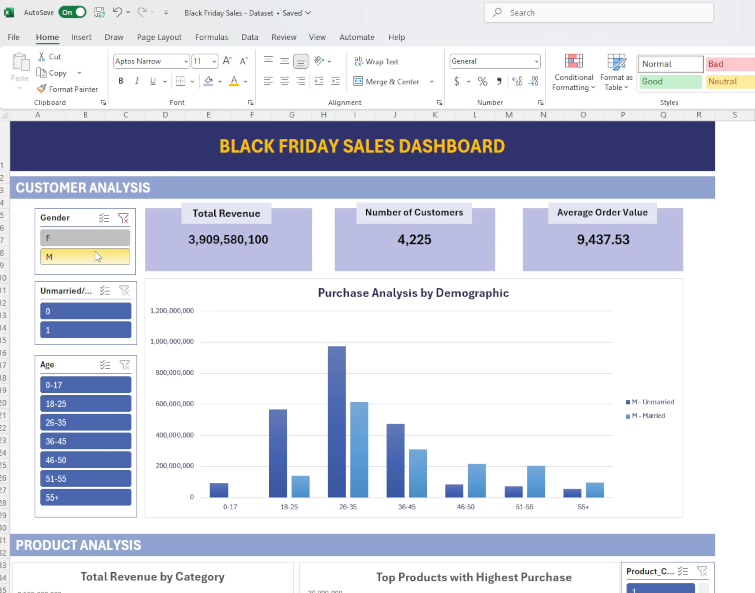 AutoSave On Black Friday Sales - Dataset • Saved Search
File Home Insert Draw Page Layout Formulas Data Review View Automate Help
Paste
Cut
Copy
Format Painter
Clipboard
Aptos Narrow 11 A^ A˅
B I U A
Font
Wrap Text
Merge & Center
Alignment
General
$ % ,
Number
Conditional Formatting
Format as Table
Normal Bad
Good Neutral
Styles
A B C D E F G H I J K L M N O P Q R S
BLACK FRIDAY SALES DASHBOARD
CUSTOMER ANALYSIS
Gender
F
M
Total Revenue
3,909,580,100
Number of Customers
4,225
Average Order Value
9,437.53
Unmarried/...
0
1
Age
0-17
18-25
26-35
36-45
46-50
51-55
55+
Purchase Analysis by Demographic
1,200,000,000
1,000,000,000
800,000,000
600,000,000
400,000,000
200,000,000
0
0-17 18-25 26-35 36-45 46-50 51-55 55+
M - Unmarried
M - Married
PRODUCT ANALYSIS
Total Revenue by Category
Top Products with Highest Purchase
Product_C...
1